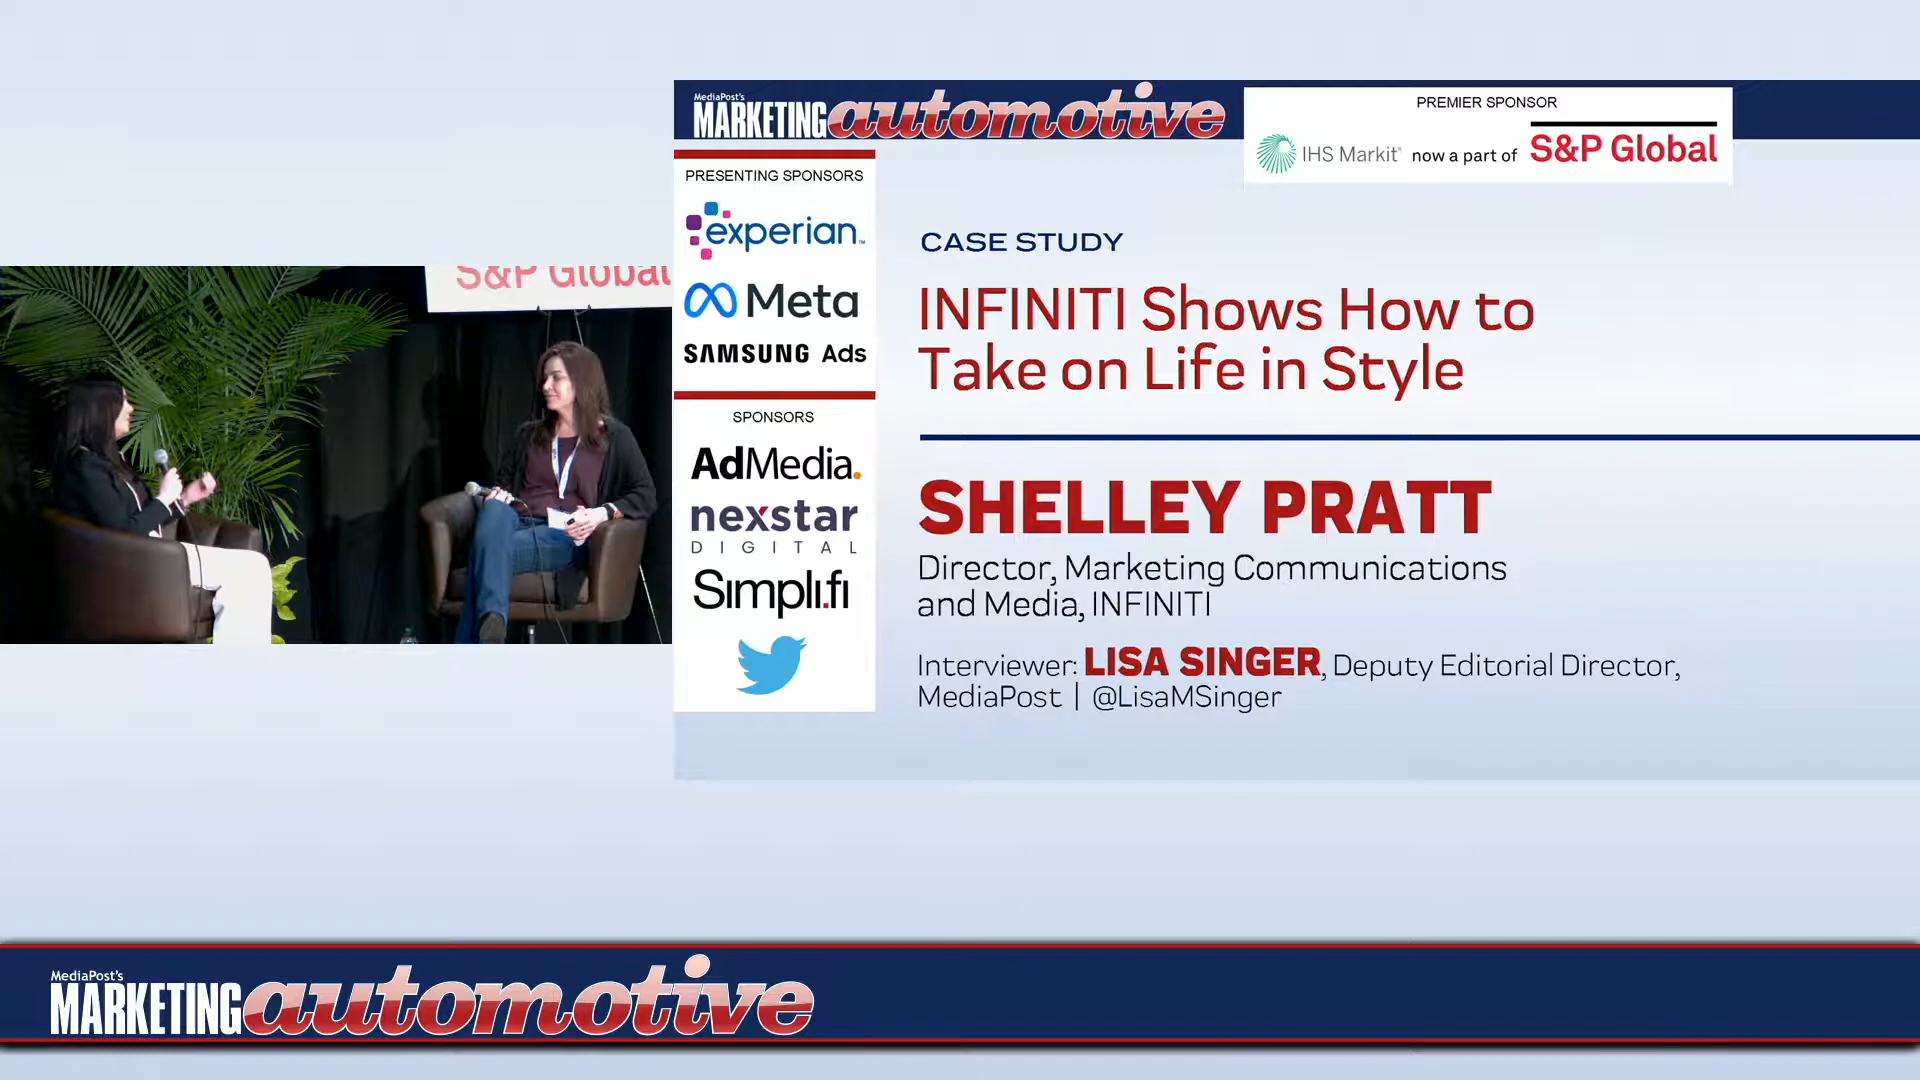 MediaPost's
MARKETING automotive
PREMIER SPONSOR
IHS Markit® now a part of S&P Global
PRESENTING SPONSORS
experian™
Meta
SAMSUNG Ads
SPONSORS
AdMedia.
nexstar
DIGITAL
Simpli.fi
CASE STUDY
INFINITI Shows How to
Take on Life in Style
SHELLEY PRATT
Director, Marketing Communications
and Media, INFINITI
Interviewer: LISA SINGER, Deputy Editorial Director,
MediaPost | @LisaMSinger
S&P Global
MediaPost's
MARKETING automotive